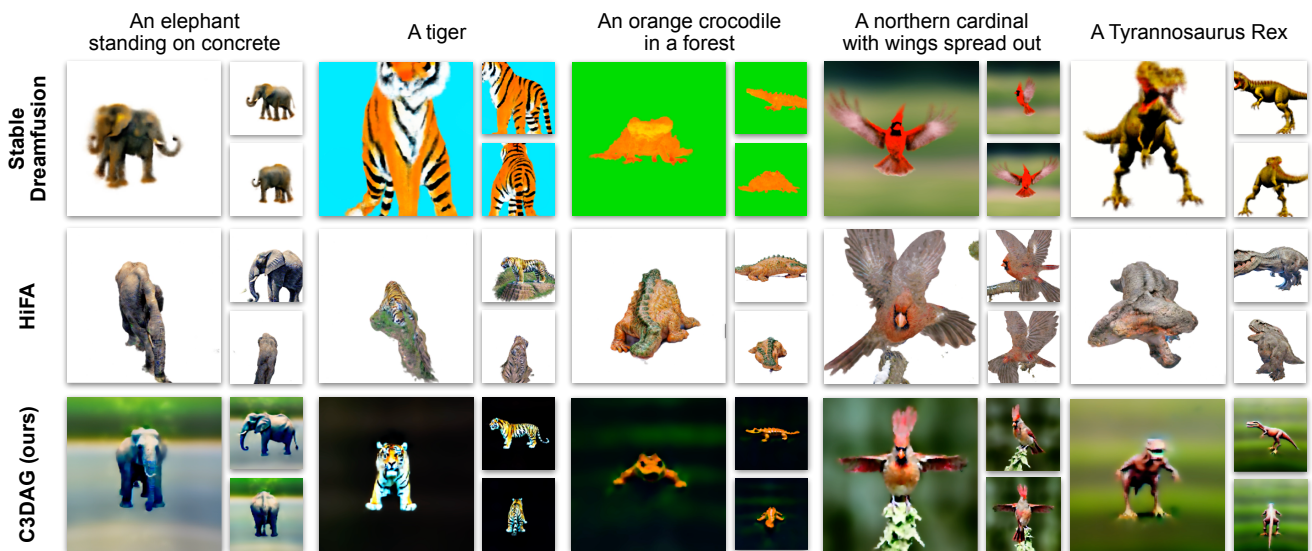 An elephant
standing on concrete
A tiger
An orange crocodile
in a forest
A northern cardinal
with wings spread out
A Tyrannosaurus Rex
Stable
Dreamfusion
HiFA
C3DAG (ours)